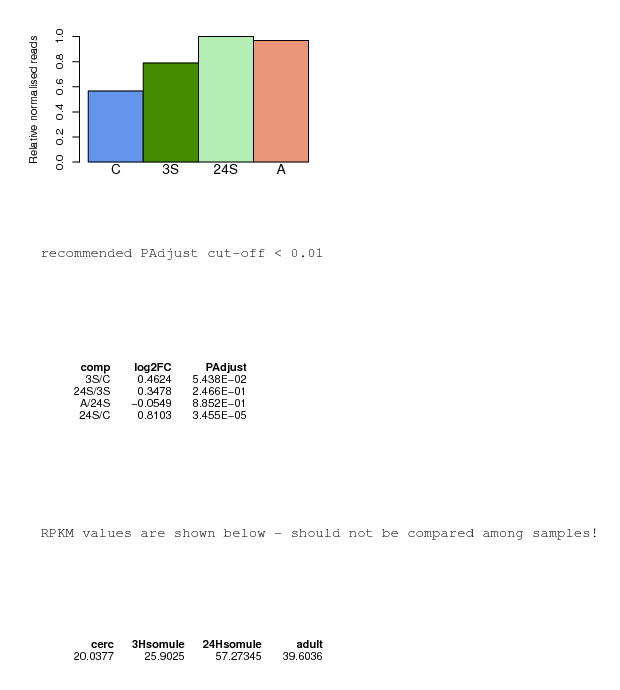 Relative normalised reads
1.0
0.8
0.6
0.4
0.2
0.0
C 3S 24S A
recommended PAdjust cut-off < 0.01
comp log2FC PAdjust
3S/C 0.4624 5.438E−02
24S/3S 0.3478 2.466E−01
A/24S −0.0549 8.852E−01
24S/C 0.8103 3.455E−05
RPKM values are shown below - should not be compared among samples!
cerc 3Hsomule 24Hsomule adult
20.0377 25.9025 57.27345 39.6036